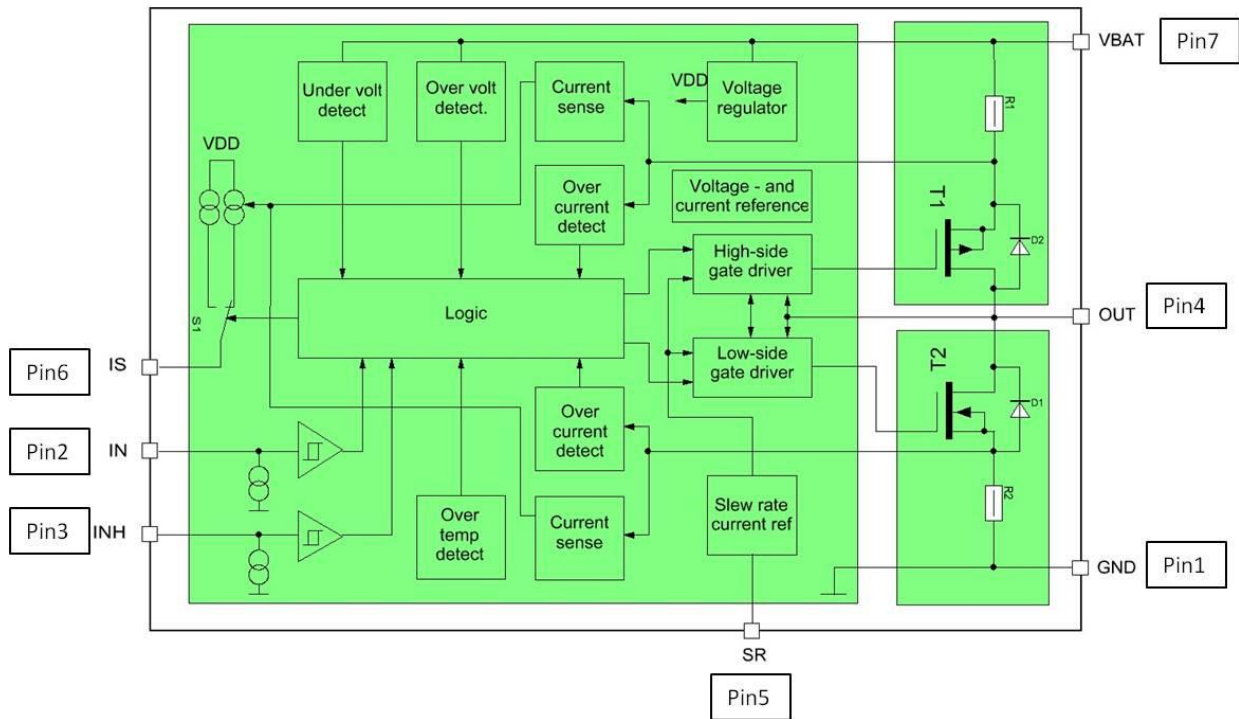 VBAT
Pin7
Under volt
detect
Over volt
detect.
Current
sense
VDD
Voltage
regulator
R1
VDD
Over
current
detect
Voltage - and
current reference
T1
D2
High-side
gate driver
Logic
S1
OUT
Pin4
Low-side
gate driver
T2
D1
Pin6
IS
Pin2
IN
Over
current
detect
R2
Pin3
INH
Over
temp
detect
Current
sense
Slew rate
current ref
GND
Pin1
SR
Pin5